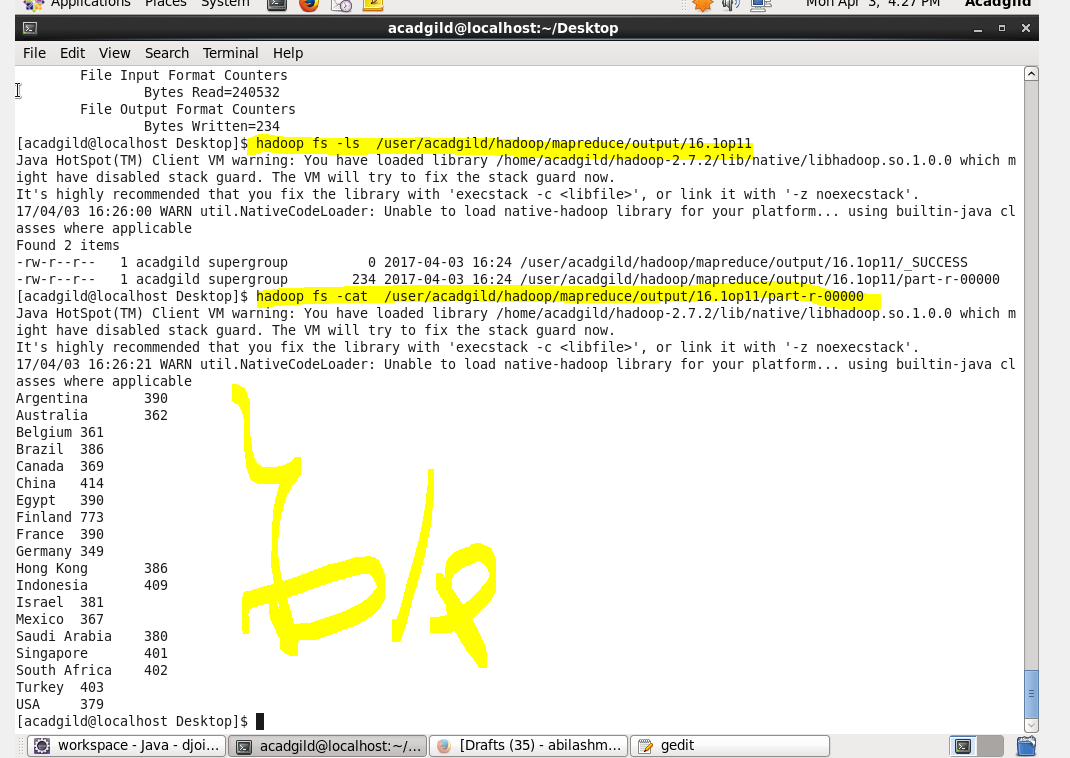 Applications Places System Mon Apr 3, 4:27 PM Acadgild
acadgild@localhost:~/Desktop
File Edit View Search Terminal Help
File Input Format Counters
Bytes Read=240532
File Output Format Counters
Bytes Written=234
[acadgild@localhost Desktop]$ hadoop fs -ls  /user/acadgild/hadoop/mapreduce/output/16.1op11
Java HotSpot(TM) Client VM warning: You have loaded library /home/acadgild/hadoop-2.7.2/lib/native/libhadoop.so.1.0.0 which m
ight have disabled stack guard. The VM will try to fix the stack guard now.
It's highly recommended that you fix the library with 'execstack -c <libfile>', or link it with '-z noexecstack'.
17/04/03 16:26:00 WARN util.NativeCodeLoader: Unable to load native-hadoop library for your platform... using builtin-java cl
asses where applicable
Found 2 items
-rw-r--r--   1 acadgild supergroup          0 2017-04-03 16:24 /user/acadgild/hadoop/mapreduce/output/16.1op11/_SUCCESS
-rw-r--r--   1 acadgild supergroup        234 2017-04-03 16:24 /user/acadgild/hadoop/mapreduce/output/16.1op11/part-r-00000
[acadgild@localhost Desktop]$ hadoop fs -cat  /user/acadgild/hadoop/mapreduce/output/16.1op11/part-r-00000
Java HotSpot(TM) Client VM warning: You have loaded library /home/acadgild/hadoop-2.7.2/lib/native/libhadoop.so.1.0.0 which m
ight have disabled stack guard. The VM will try to fix the stack guard now.
It's highly recommended that you fix the library with 'execstack -c <libfile>', or link it with '-z noexecstack'.
17/04/03 16:26:21 WARN util.NativeCodeLoader: Unable to load native-hadoop library for your platform... using builtin-java cl
asses where applicable
Argentina       390
Australia       362
Belgium 361
Brazil  386
Canada  369
China   414
Egypt   390
Finland 773
France  390
Germany 349
Hong Kong       386
Indonesia       409
Israel  381
Mexico  367
Saudi Arabia    380
Singapore       401
South Africa    402
Turkey  403
USA     379
[acadgild@localhost Desktop]$
workspace - Java - djoi... acadgild@localhost:~/... [Drafts (35) - abilashm... gedit